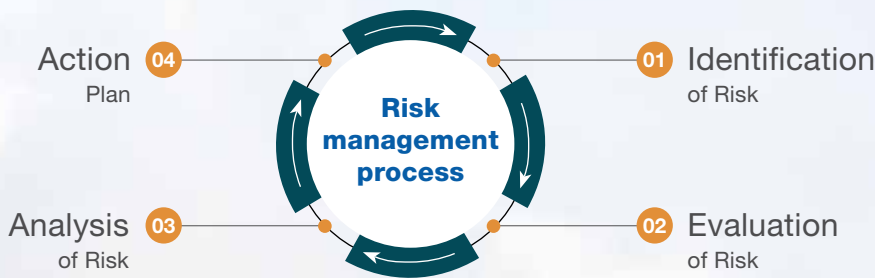 Risk
management
process
01 Identification
of Risk
02 Evaluation
of Risk
03 Analysis
of Risk
04 Action
Plan